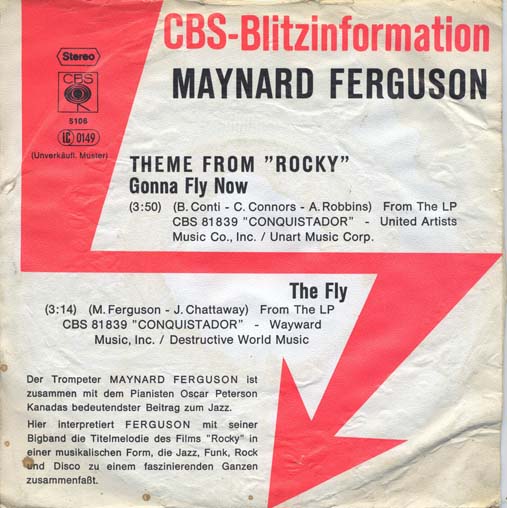 CBS-Blitzinformation
MAYNARD FERGUSON
Stereo
CBS
5106
LC 0149
(Unverkäufl. Muster)
THEME FROM "ROCKY"
Gonna Fly Now
(3:50) (B. Conti - C. Connors - A. Robbins) From The LP
CBS 81839 "CONQUISTADOR" - United Artists
Music Co., Inc. / Unart Music Corp.
The Fly
(3:14) (M. Ferguson - J. Chattaway) From The LP
CBS 81839 "CONQUISTADOR" - Wayward
Music, Inc. / Destructive World Music
Der Trompeter MAYNARD FERGUSON ist
zusammen mit dem Pianisten Oscar Peterson
Kanadas bedeutendster Beitrag zum Jazz.
Hier interpretiert FERGUSON mit seiner
Bigband die Titelmelodie des Films "Rocky" in
einer musikalischen Form, die Jazz, Funk, Rock
und Disco zu einem faszinierenden Ganzen
zusammenfaßt.